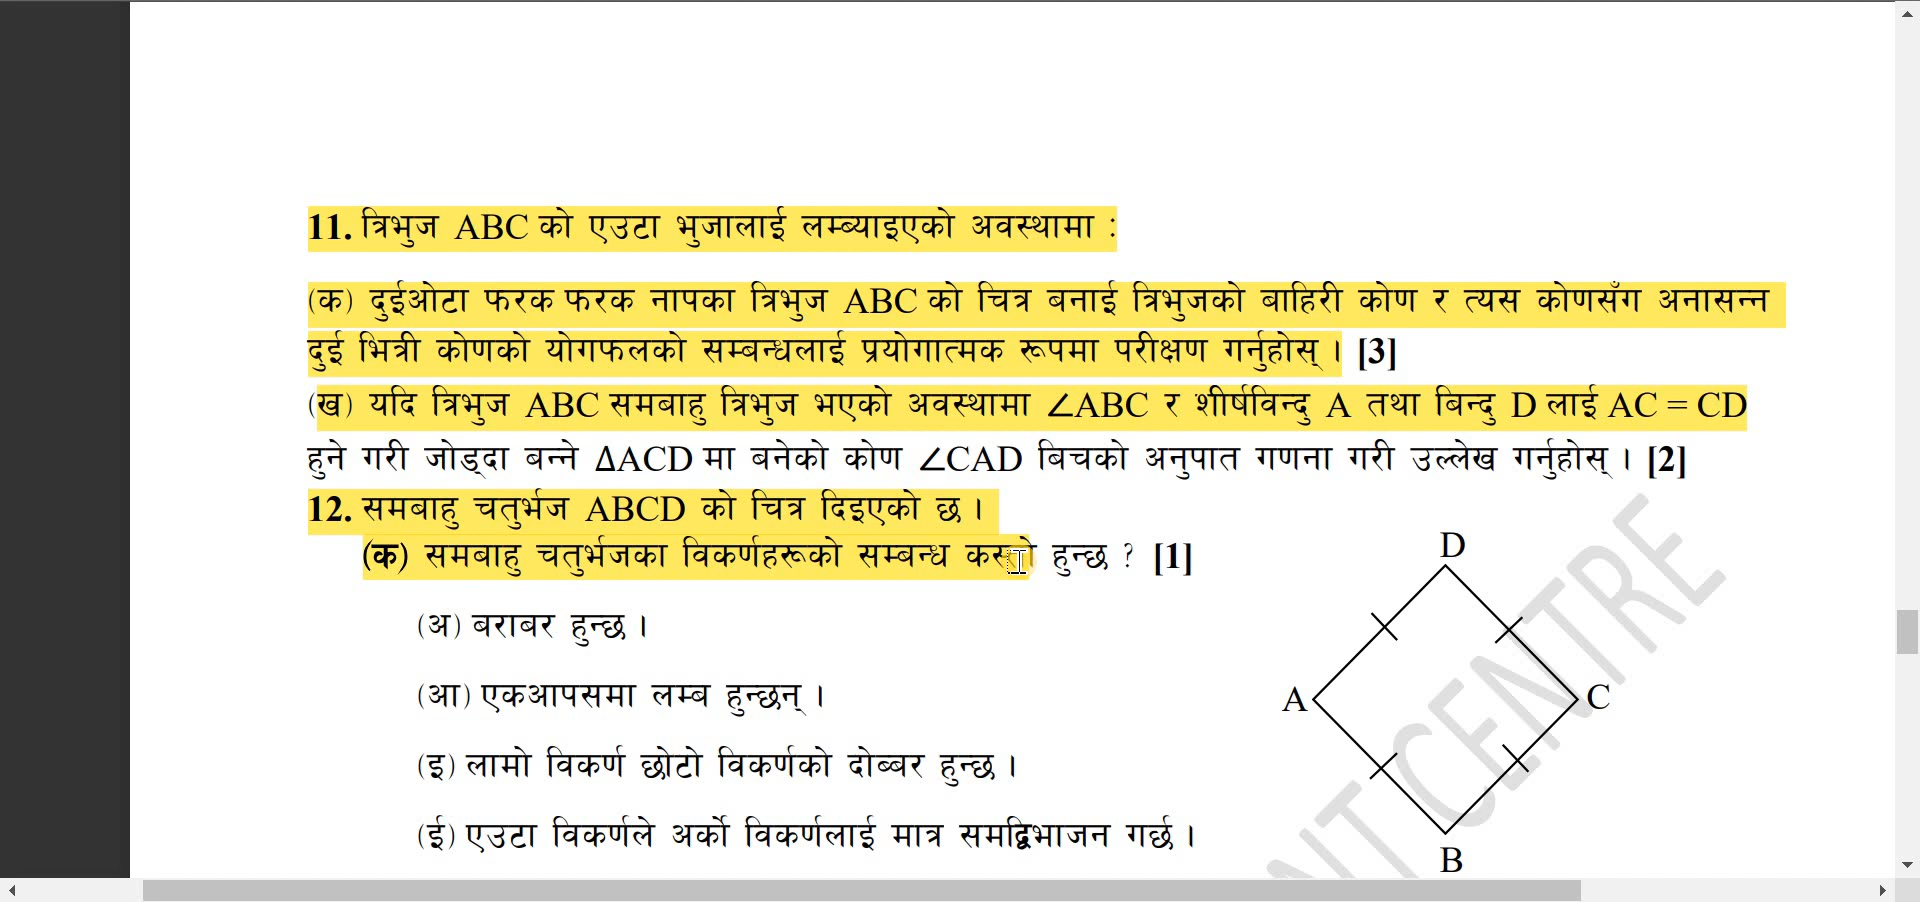 11. त्रिभुज ABC को एउटा भुजालाई लम्ब्याइएको अवस्थामा :
(क) दुईओटा फरक फरक नापका त्रिभुज ABC को चित्र बनाई त्रिभुजको बाहिरी कोण र त्यस कोणसँग अनासन्न
दुई भित्री कोणको योगफलको सम्बन्धलाई प्रयोगात्मक रूपमा परीक्षण गर्नुहोस् । [3]
(ख) यदि त्रिभुज ABC समबाहु त्रिभुज भएको अवस्थामा ∠ABC र शीर्षविन्दु A तथा बिन्दु D लाई AC = CD
हुने गरी जोड्दा बन्ने ΔACD मा बनेको कोण ∠CAD बिचको अनुपात गणना गरी उल्लेख गर्नुहोस् । [2]
12. समबाहु चतुर्भज ABCD को चित्र दिइएको छ ।
(क) समबाहु चतुर्भजका विकर्णहरूको सम्बन्ध कस्तो हुन्छ ? [1]
(अ) बराबर हुन्छ ।
(आ) एकआपसमा लम्ब हुन्छन् ।
(इ) लामो विकर्ण छोटो विकर्णको दोब्बर हुन्छ ।
(ई) एउटा विकर्णले अर्को विकर्णलाई मात्र समद्विभाजन गर्छ ।
D
A
C
B
NT CENTRE